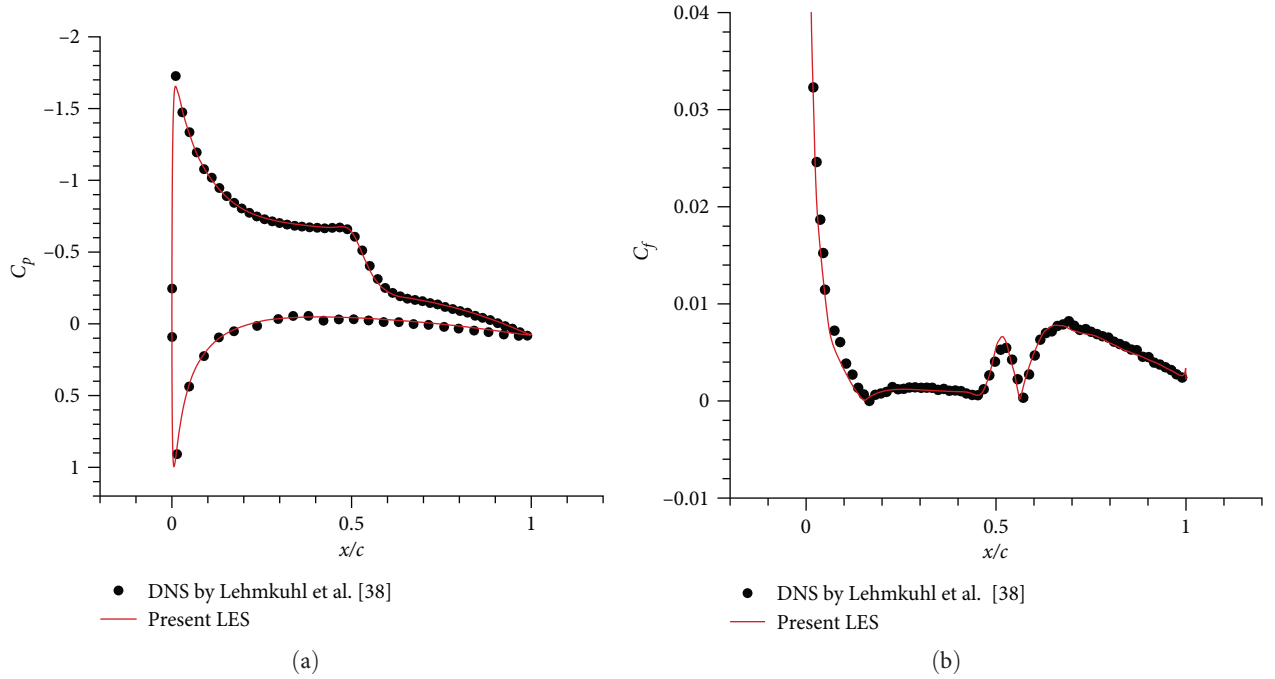 −2
−1.5
−1
−0.5
0
0.5
1
C_p
0 0.5 1
x/c
DNS by Lehmkuhl et al. [38]
Present LES
(a)
0.04
0.03
0.02
0.01
0
−0.01
C_f
0 0.5 1
x/c
DNS by Lehmkuhl et al. [38]
Present LES
(b)